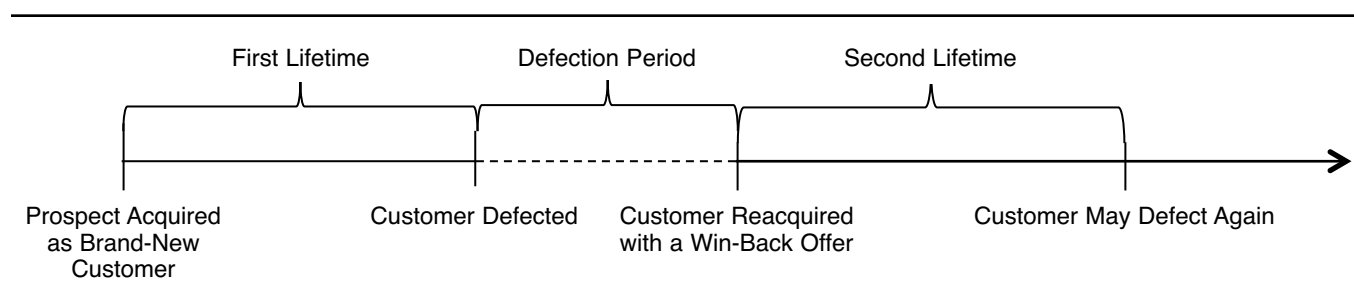 First Lifetime
Defection Period
Second Lifetime
Prospect Acquired
as Brand-New
Customer
Customer Defected
Customer Reacquired
with a Win-Back Offer
Customer May Defect Again